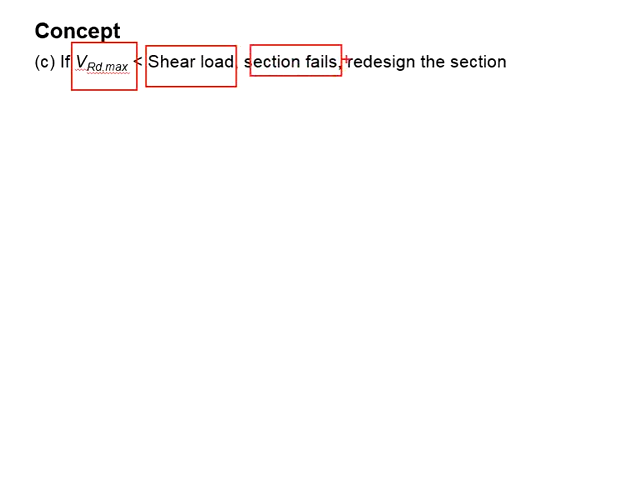 Concept
(c) If VRd,max < Shear load, section fails, redesign the section